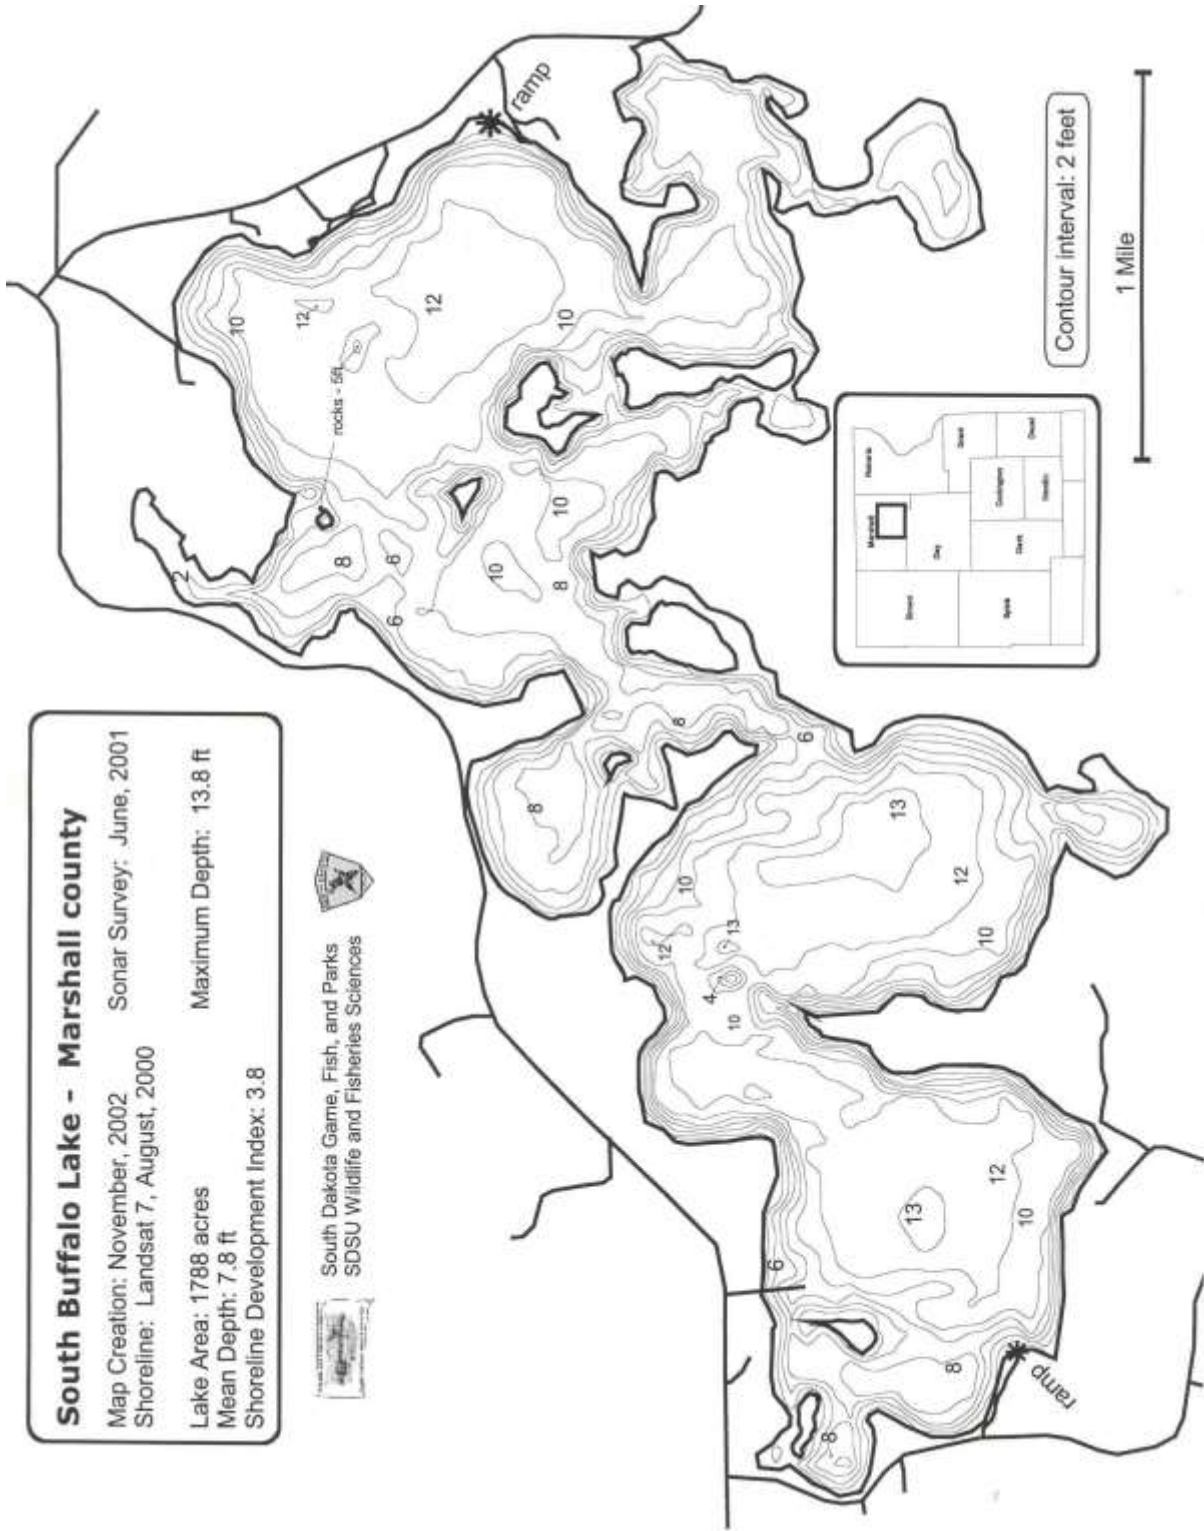 South Buffalo Lake - Marshall county
Map Creation: November, 2002 Sonar Survey: June, 2001
Shoreline: Landsat 7, August, 2000
Lake Area: 1788 acres Maximum Depth: 13.8 ft
Mean Depth: 7.8 ft
Shoreline Development Index: 3.8
South Dakota Game, Fish, and Parks
SDSU Wildlife and Fisheries Sciences
2
10
12
rocks - 5ft.
8
8
12
6
6
10
10
10
8
ramp
8
8
6
10
12
13
4
10
13
12
10
6
13
12
10
8
8
ramp
Marshall
Roberts
Brown
Day
Grant
Codington
Spink
Clark
Hamlin
Deuel
Contour interval: 2 feet
1 Mile